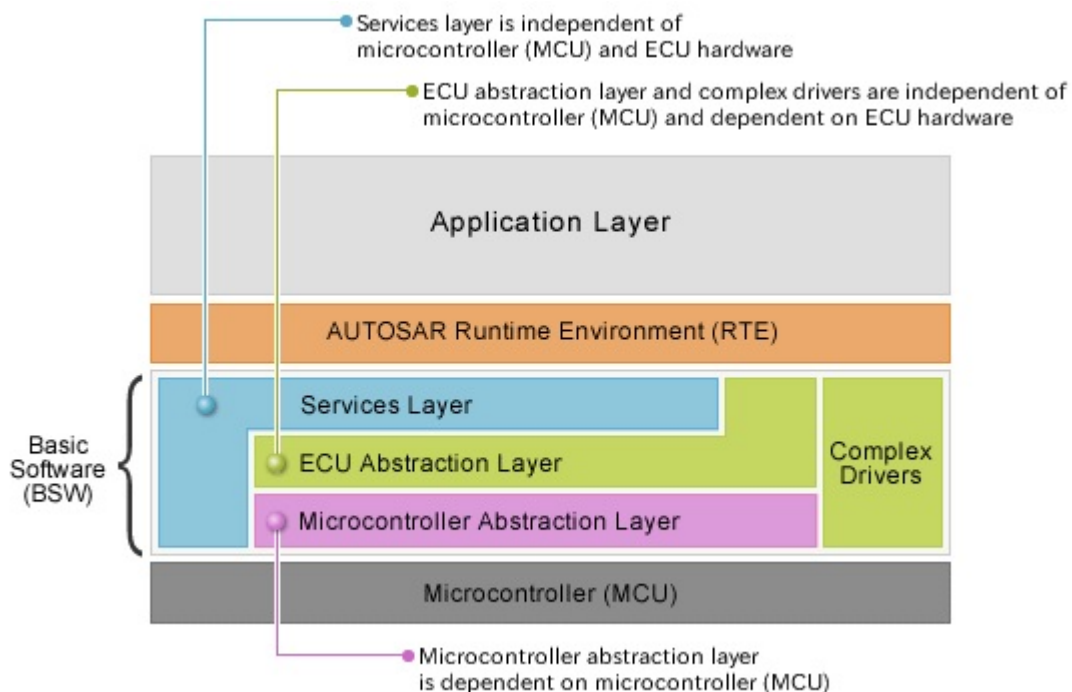 Services layer is independent of
microcontroller (MCU) and ECU hardware
ECU abstraction layer and complex drivers are independent of
microcontroller (MCU) and dependent on ECU hardware
Application Layer
AUTOSAR Runtime Environment (RTE)
Basic
Software
(BSW)
Services Layer
ECU Abstraction Layer
Microcontroller Abstraction Layer
Complex
Drivers
Microcontroller (MCU)
Microcontroller abstraction layer
is dependent on microcontroller (MCU)